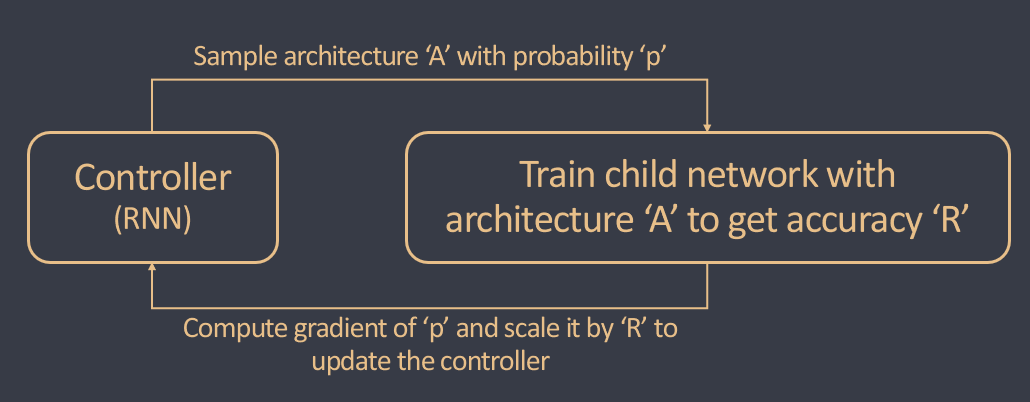 Sample architecture ‘A’ with probability ‘p’
Controller
(RNN)
Train child network with
architecture ‘A’ to get accuracy ‘R’
Compute gradient of ‘p’ and scale it by ‘R’ to
update the controller